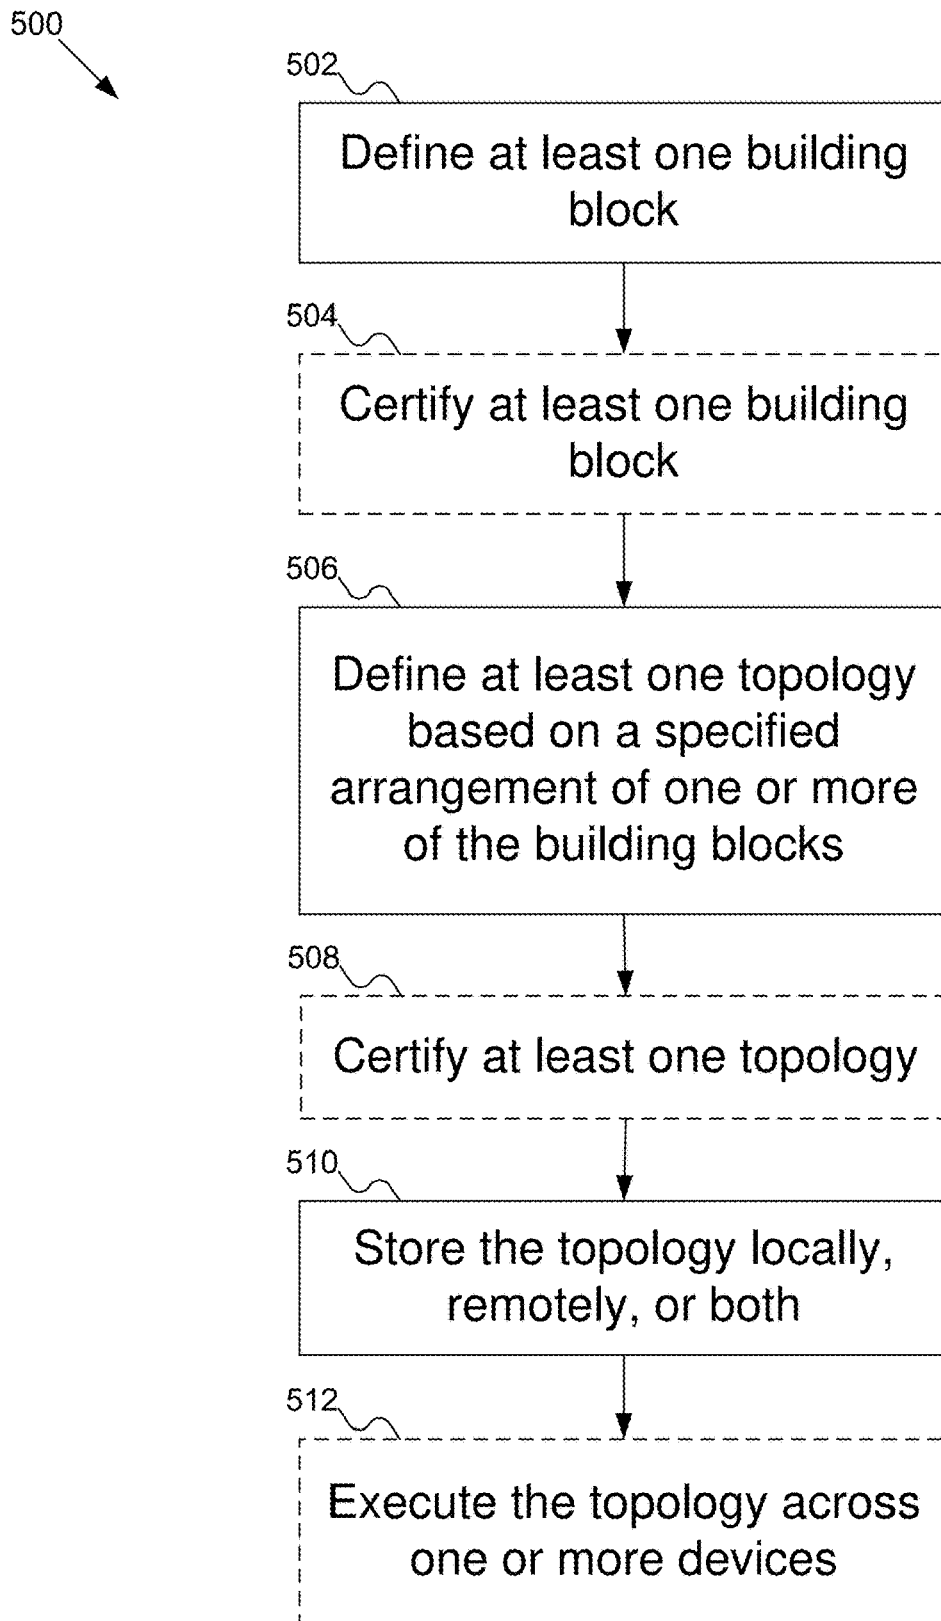 500
502
Define at least one building
block
504
Certify at least one building
block
506
Define at least one topology
based on a specified
arrangement of one or more
of the building blocks
508
Certify at least one topology
510
Store the topology locally,
remotely, or both
512
Execute the topology across
one or more devices